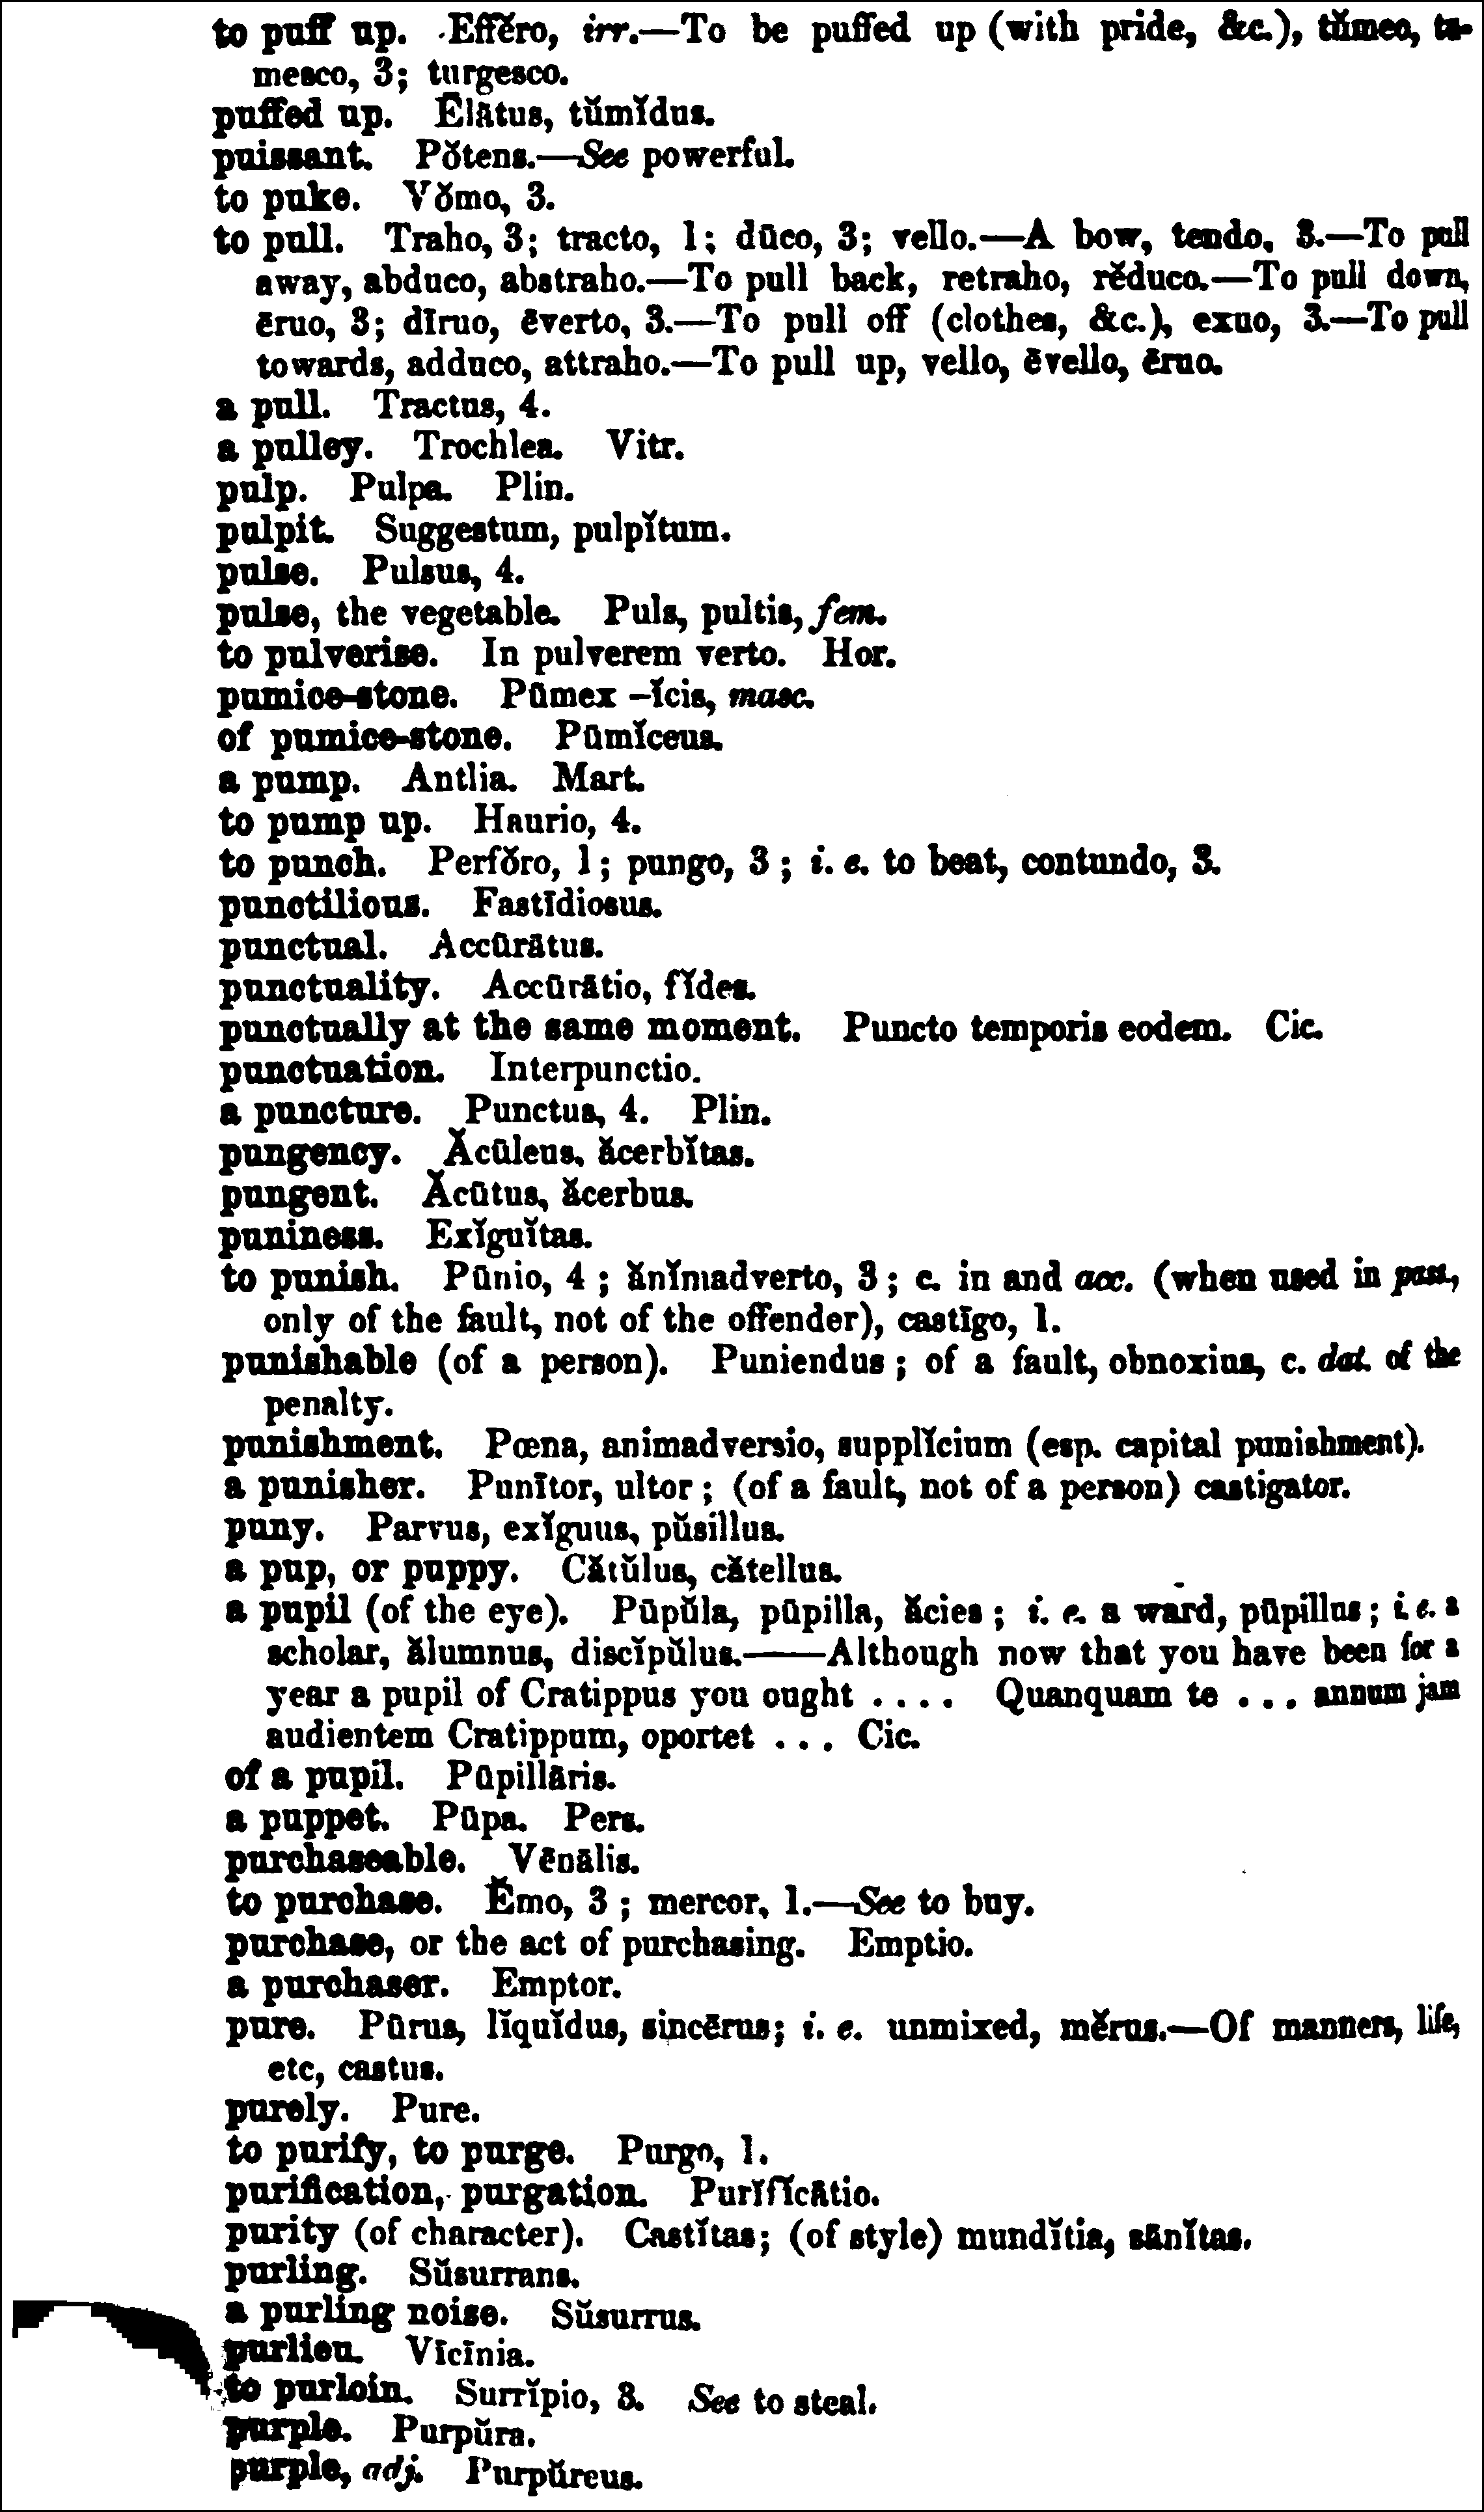 to puff up. Effĕro, irr.—To be puffed up (with pride, &c.), tŭmeo, tu-
mesco, 3; turgesco.
puffed up. Ēlātus, tŭmĭdus.
puissant. Pŏtens.—See powerful.
to puke. Vŏmo, 3.
to pull. Traho, 3; tracto, 1; dūco, 3; vello.—A bow, tendo, 3.—To pull
away, abduco, abstraho.—To pull back, retraho, rĕduco.—To pull down,
ēruo, 3; dīruo, ēverto, 3.—To pull off (clothes, &c.), exuo, 3.—To pull
towards, adduco, attraho.—To pull up, vello, ēvello, ēruo.
a pull. Tractus, 4.
a pulley. Trochlea. Vitr.
pulp. Pulpa. Plin.
pulpit. Suggestum, pulpĭtum.
pulse. Pulsus, 4.
pulse, the vegetable. Puls, pultis, fem.
to pulverise. In pulverem verto. Hor.
pumice-stone. Pūmex –ĭcis, masc.
of pumice-stone. Pūmĭceus.
a pump. Antlia. Mart.
to pump up. Haurio, 4.
to punch. Perfŏro, 1; pungo, 3; i. e. to beat, contundo, 3.
punctilious. Fastīdiosus.
punctual. Accūrātus.
punctuality. Accūrātio, fĭdes.
punctually at the same moment. Puncto temporis eodem. Cic.
punctuation. Interpunctio.
a puncture. Punctus, 4. Plin.
pungency. Ăcūleus, ăcerbĭtas.
pungent. Ăcūtus, ăcerbus.
puniness. Exĭguĭtas.
to punish. Pūnio, 4; ănĭmadverto, 3; c. in and acc. (when used in pass.,
only of the fault, not of the offender), castīgo, 1.
punishable (of a person). Puniendus; of a fault, obnoxius, c. dat. of the
penalty.
punishment. Pœna, animadversio, supplĭcium (esp. capital punishment).
a punisher. Punītor, ultor; (of a fault, not of a person) castigator.
puny. Parvus, exĭguus, pŭsillus.
a pup, or puppy. Cătŭlus, cătellus.
a pupil (of the eye). Pūpŭla, pūpilla, ăcies; i. e. a ward, pūpillus; i. e. a
scholar, ălumnus, discĭpŭlus.——Although now that you have been for a
year a pupil of Cratippus you ought .... Quanquam te ... annum jam
audientem Cratippum, oportet ... Cic.
of a pupil. Pūpillāris.
a puppet. Pūpa. Pers.
purchaseable. Vēnālis.
to purchase. Ĕmo, 3; mercor, 1.—See to buy.
purchase, or the act of purchasing. Emptio.
a purchaser. Emptor.
pure. Pūrus, lĭquĭdus, sincērus; i. e. unmixed, mĕrus.—Of manners, life,
etc, castus.
purely. Pure.
to purify, to purge. Purgo, 1.
purification, purgation. Purĭfĭcātio.
purity (of character). Castĭtas; (of style) mundĭtia, sānĭtas.
purling. Sŭsurrans.
a purling noise. Sŭsurrus.
purlieu. Vīcīnia.
to purloin. Surrĭpio, 3. See to steal.
purple. Purpŭra.
purple, adj. Purpŭreus.